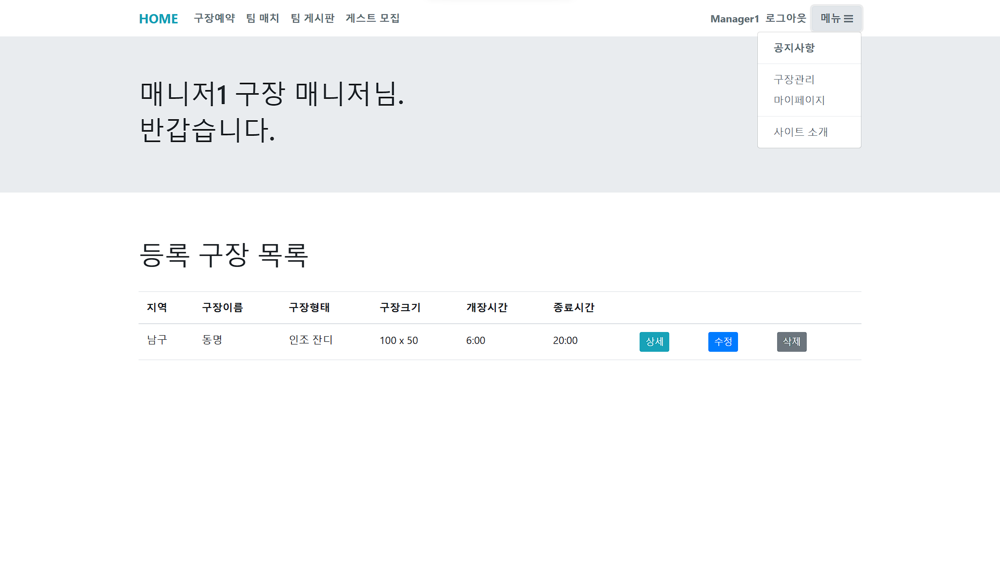 HOME 구장예약 팀 매치 팀 게시판 게스트 모집 Manager1 로그아웃 메뉴
공지사항
구장관리
마이페이지
사이트 소개
매니저1 구장 매니저님.
반갑습니다.
등록 구장 목록
지역 구장이름 구장형태 구장크기 개장시간 종료시간
남구 동명 인조 잔디 100 x 50 6:00 20:00 상세 수정 삭제